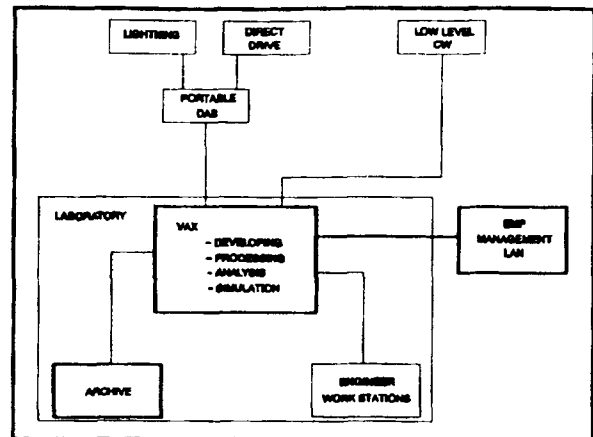 LIGHTNING
DIRECT
DRIVE
LOW LEVEL
CW
PORTABLE
DAS
LABORATORY
VAX
- DEVELOPING
- PROCESSING
- ANALYSIS
- SIMULATION
EMP
MANAGEMENT
LAN
ARCHIVE
ENGINEER
WORK STATIONS